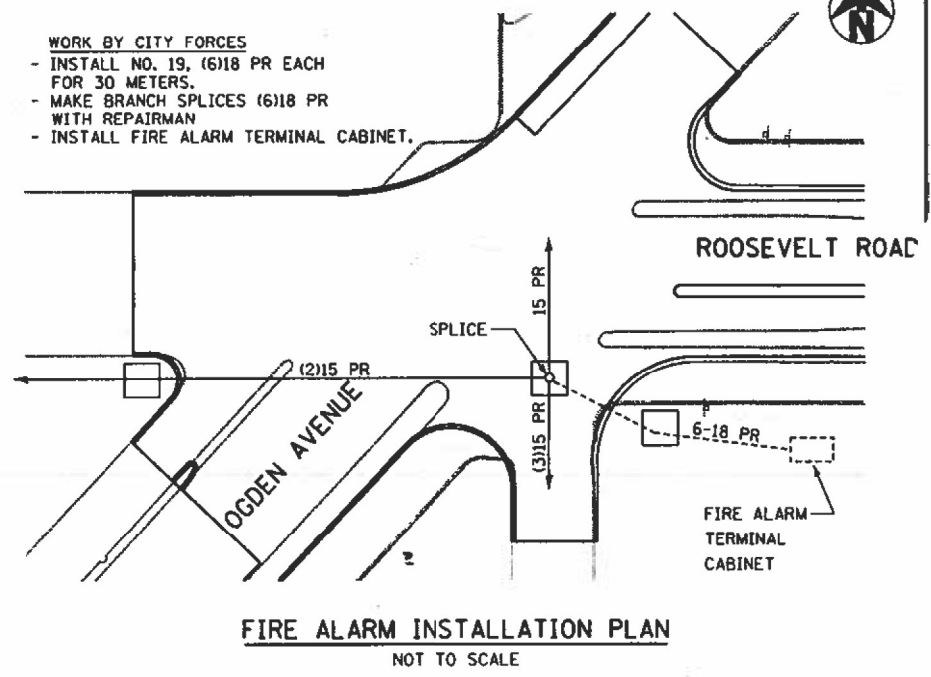 WORK BY CITY FORCES
- INSTALL NO. 19, (6)18 PR EACH
FOR 30 METERS.
- MAKE BRANCH SPLICES (6)18 PR
WITH REPAIRMAN
- INSTALL FIRE ALARM TERMINAL CABINET.
N
ROOSEVELT ROAD
15 PR
SPLICE
(2)15 PR
(3)15 PR
OGDEN AVENUE
6-18 PR
FIRE ALARM
TERMINAL
CABINET
FIRE ALARM INSTALLATION PLAN
NOT TO SCALE